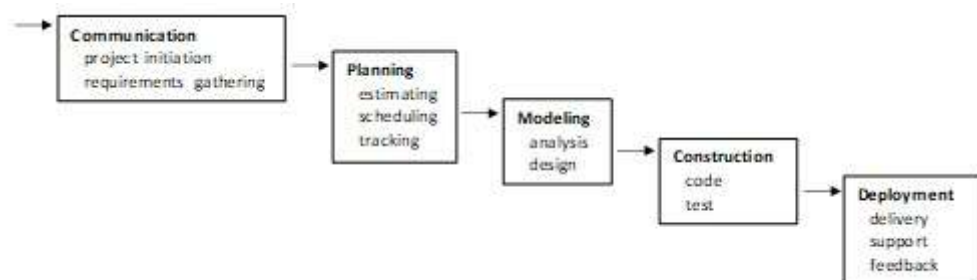 Communication
project initiation
requirements gathering
Planning
estimating
scheduling
tracking
Modeling
analysis
design
Construction
code
test
Deployment
delivery
support
feedback